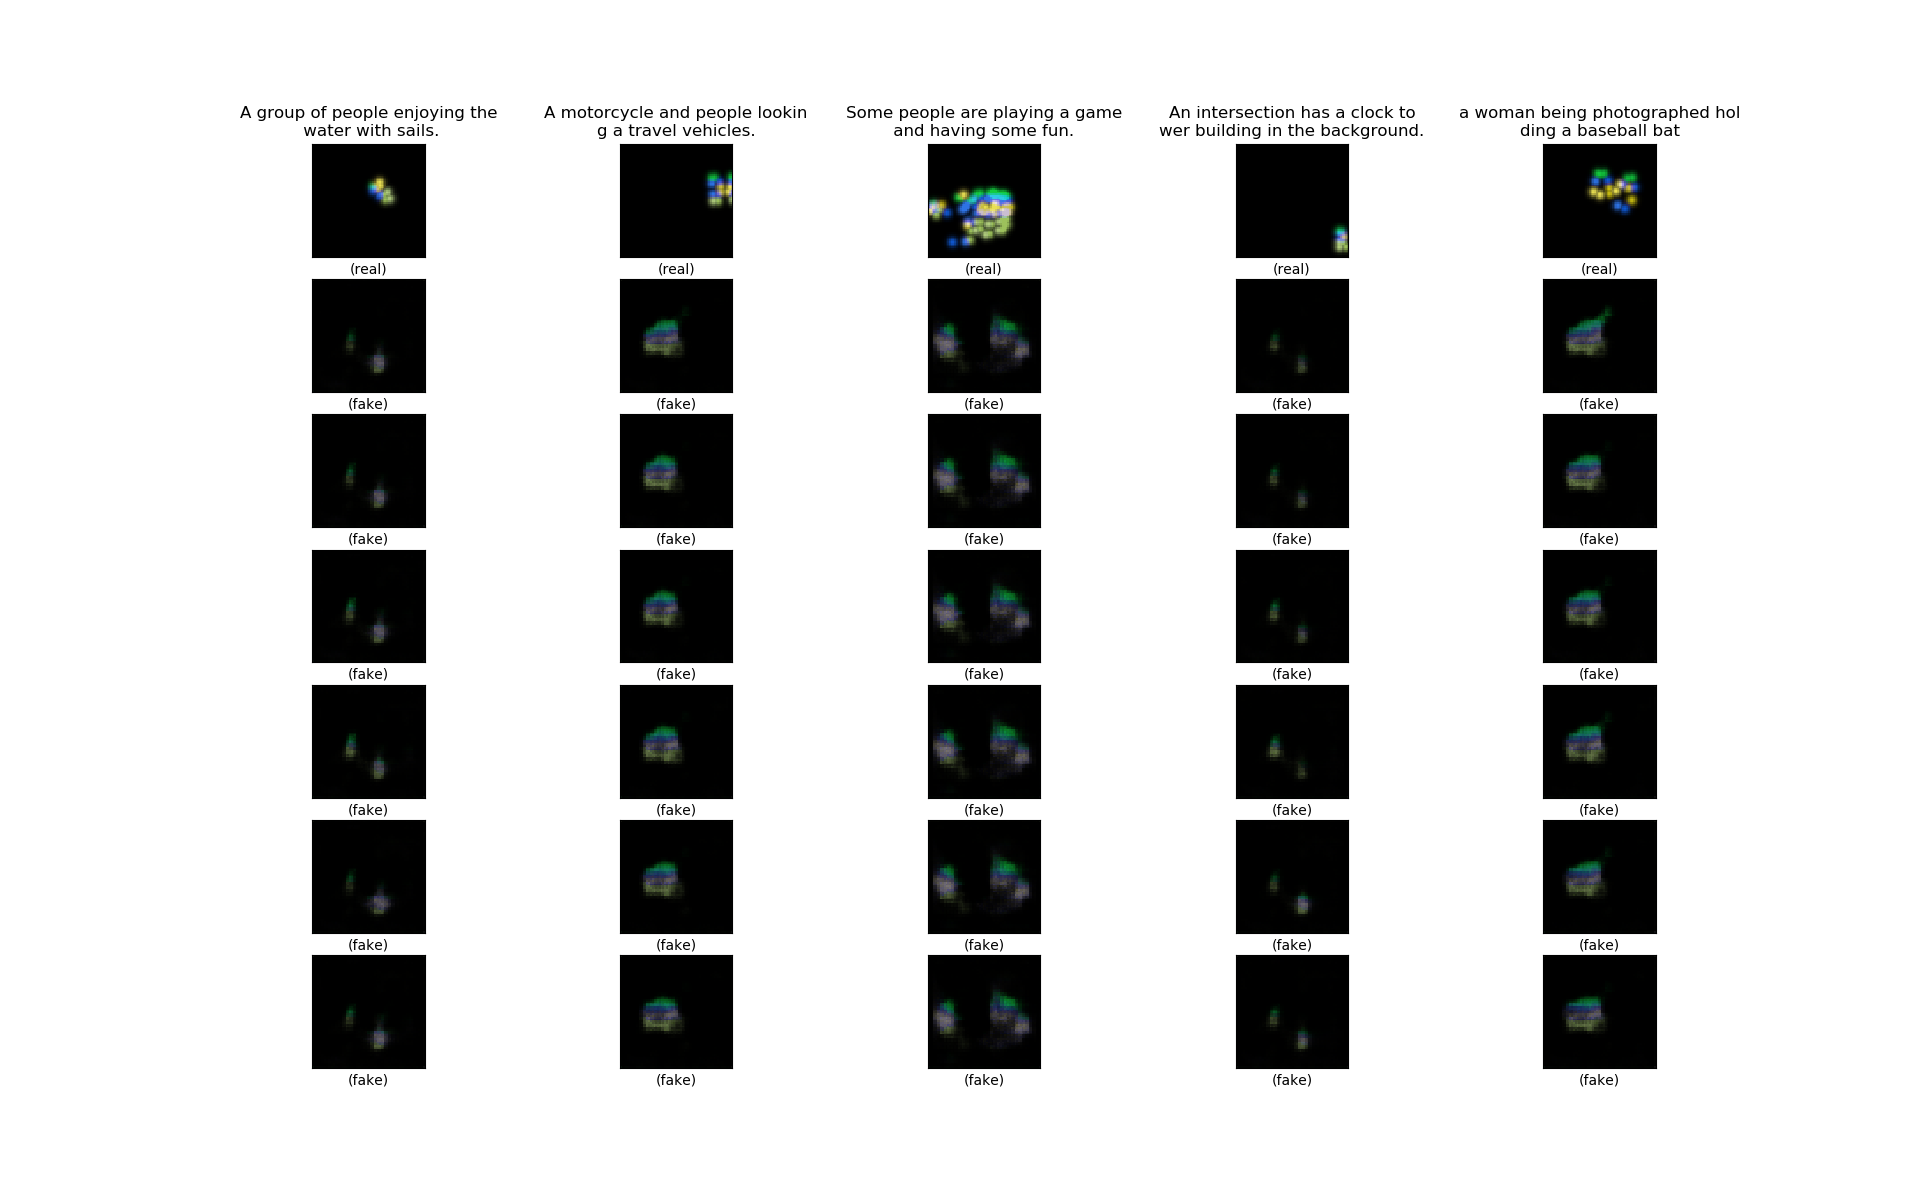 A group of people enjoying the
water with sails.
A motorcycle and people lookin
g a travel vehicles.
Some people are playing a game
and having some fun.
An intersection has a clock to
wer building in the background.
a woman being photographed hol
ding a baseball bat
(real) (real) (real) (real) (real)
(fake) (fake) (fake) (fake) (fake)
(fake) (fake) (fake) (fake) (fake)
(fake) (fake) (fake) (fake) (fake)
(fake) (fake) (fake) (fake) (fake)
(fake) (fake) (fake) (fake) (fake)
(fake) (fake) (fake) (fake) (fake)